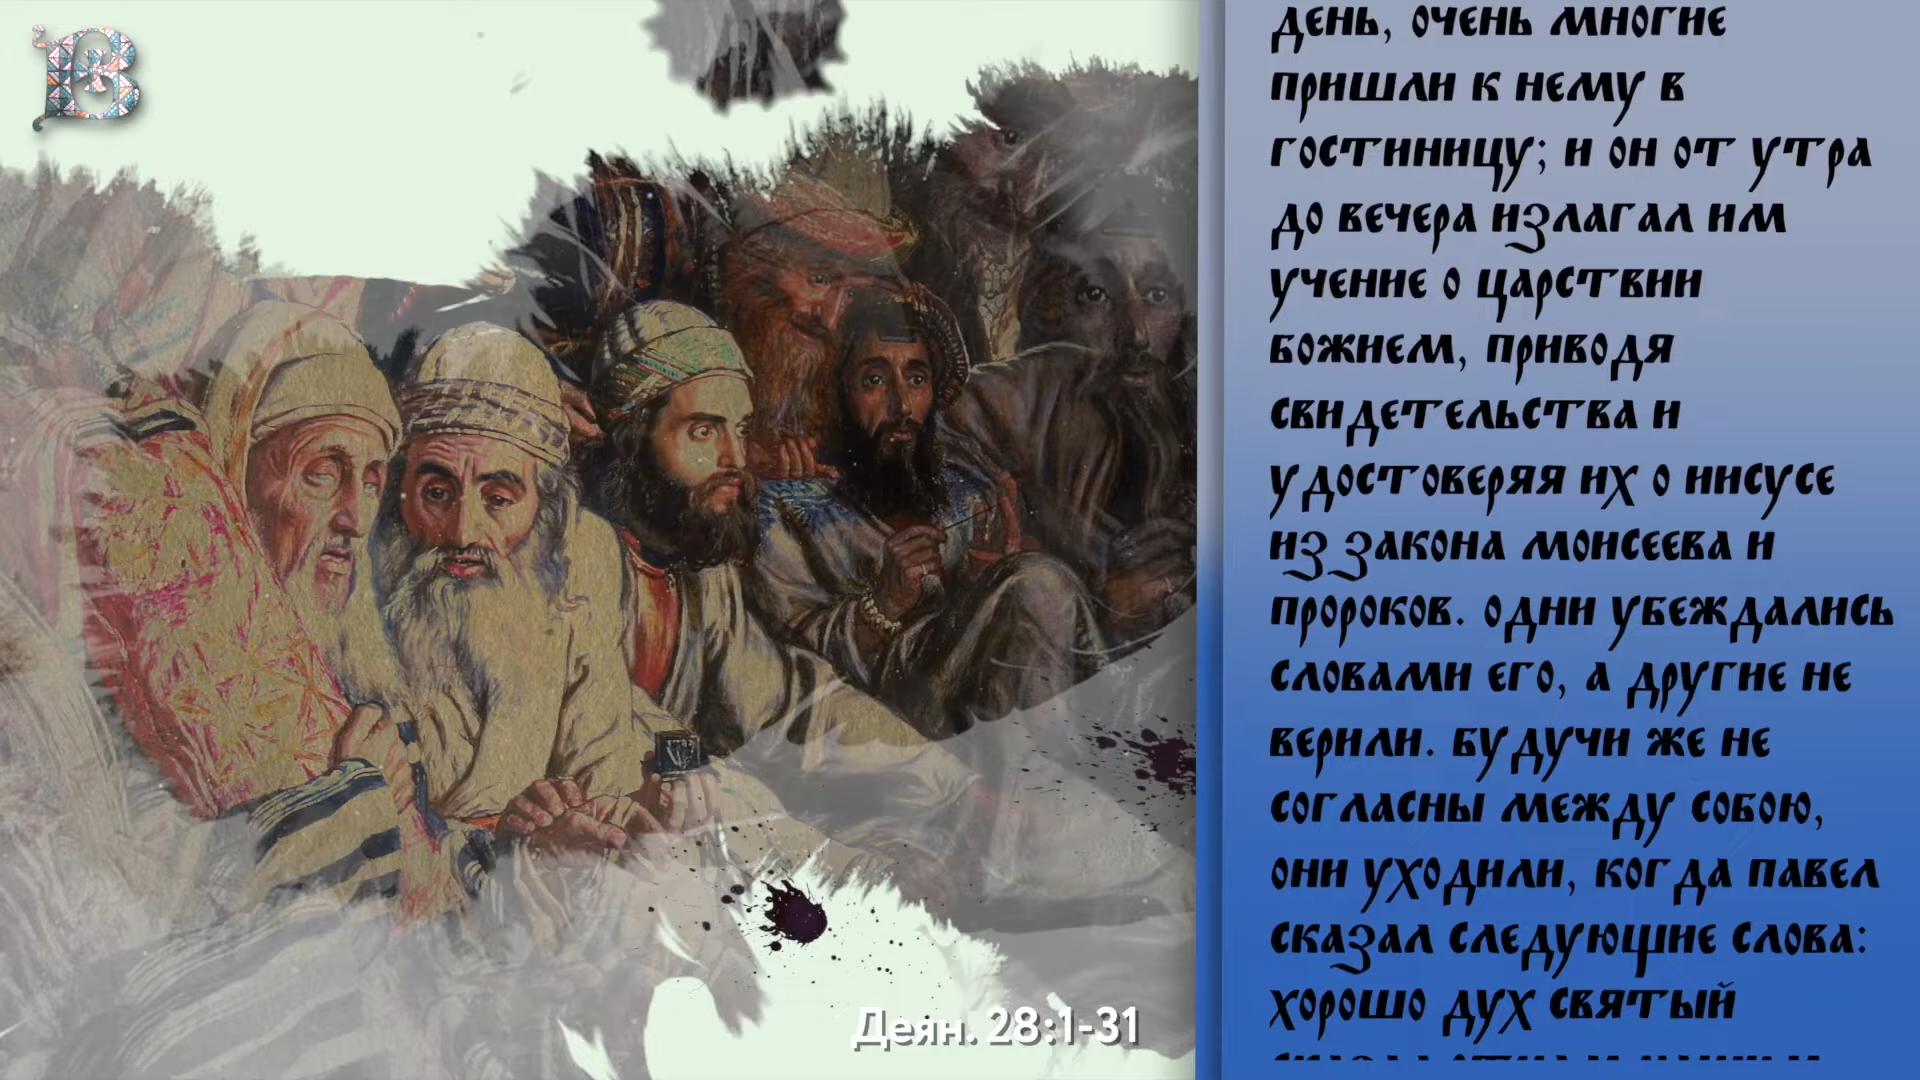 В
день, очень многие
пришли к нему в
гостиницу; и он от утра
до вечера излагал им
учение о царствии
божием, приводя
свидетельства и
удостоверяя их о иисусе
из закона моисеева и
пророков. одни убеждались
словами его, а другие не
верили. будучи же не
согласны между собою,
они уходили, когда павел
сказал следующие слова:
хорошо дух святый
Деян. 28:1-31